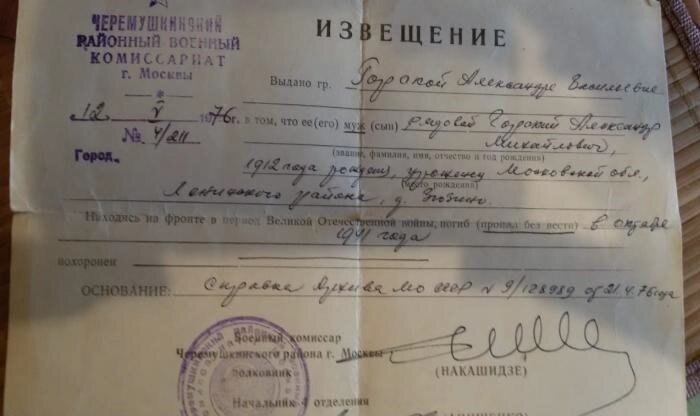 ЧЕРЕМУШКИНСКИЙ
РАЙОННЫЙ ВОЕННЫЙ
КОМИССАРИАТ
г. Москвы
12 V 1976г.
№ 4/211
Город.
ИЗВЕЩЕНИЕ
Выдано гр. Горской Александре Васильевне
в том, что ее(его) муж (сын) рядовой Горский Александр
Михайлович,
(звание, фамилия, имя, отчество и год рождения)
1912 года рождения, уроженец Московской обл.,
(место рождения)
Ленинского района, д.
Находясь на фронте в период Великой Отечественной войны, погиб (пропал без вести) в октябре
1941 года
похоронен
ОСНОВАНИЕ: Справка Архива МО СССР № 9/128989 от 21.4.76 года
Военный комиссар
Черемушкинского района г. Москвы
полковник
(НАКАШИДЗЕ)
Начальник 4 отделения